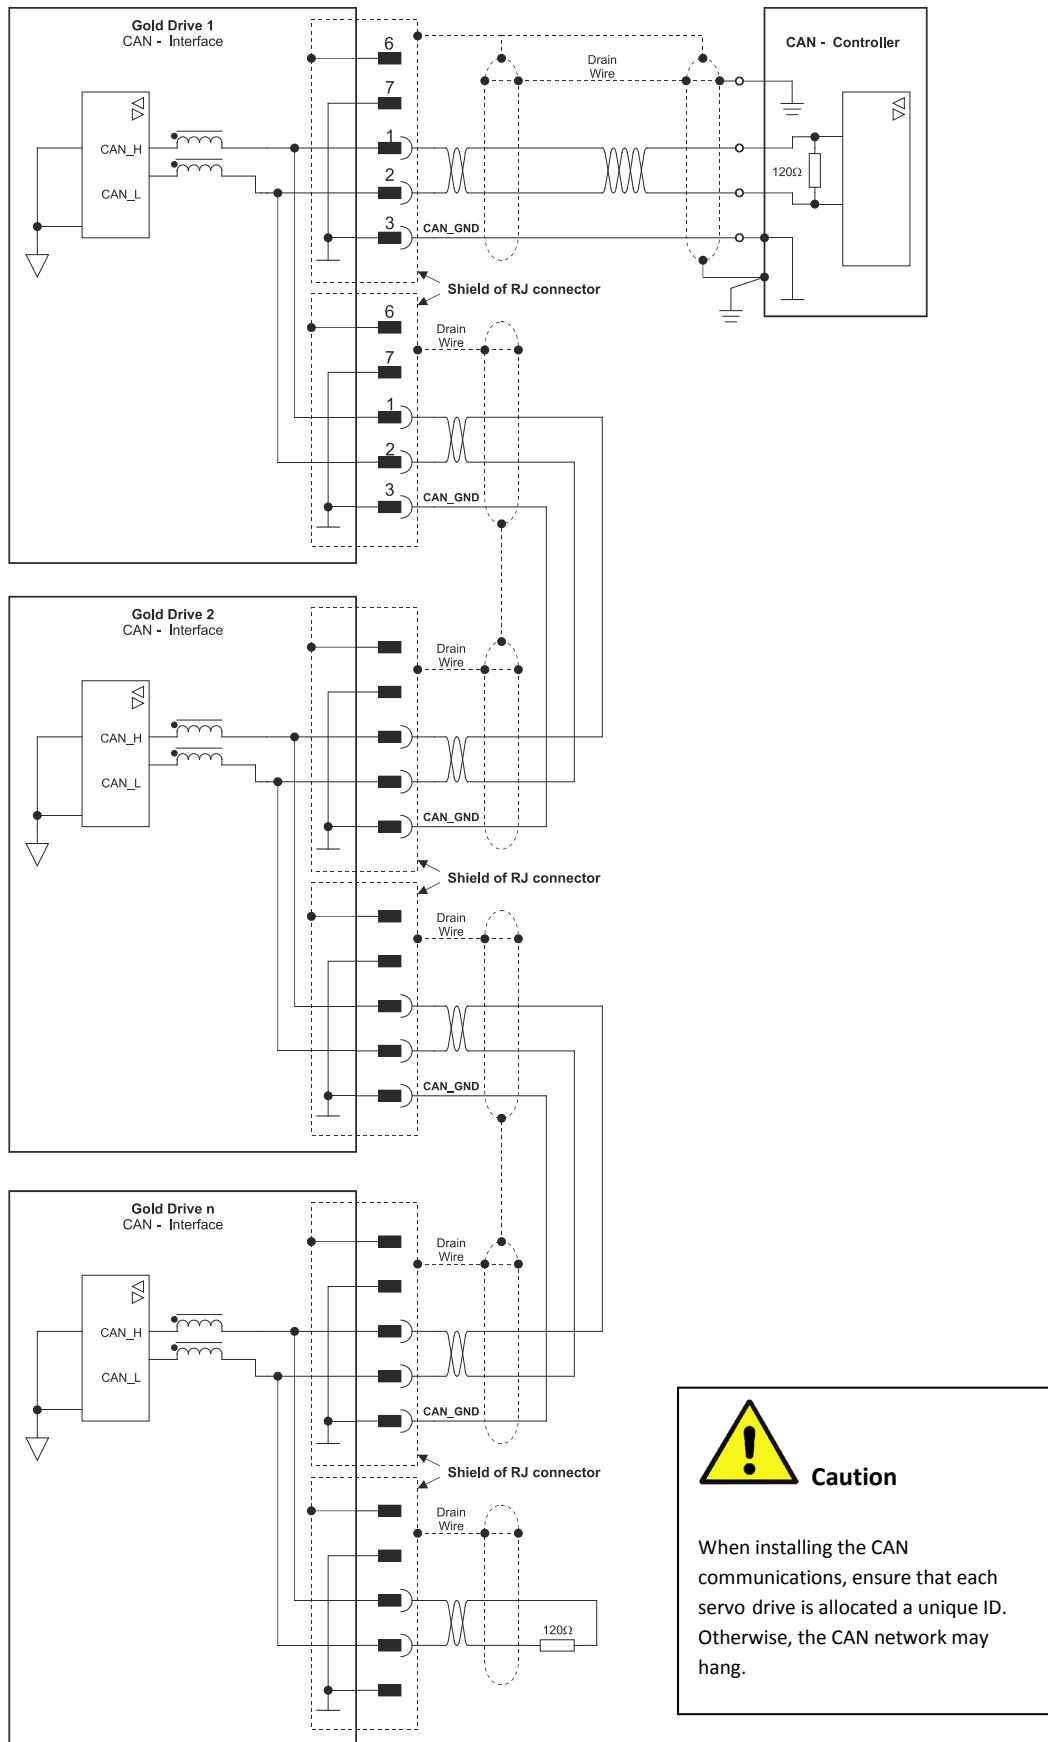 Gold Drive 1
CAN - Interface
CAN_H
CAN_L
6
7
1
2
3
CAN_GND
Drain
Wire
CAN - Controller
120Ω
Shield of RJ connector
6
7
1
2
3
Drain
Wire
CAN_GND
Gold Drive 2
CAN - Interface
CAN_H
CAN_L
Drain
Wire
CAN_GND
Shield of RJ connector
Drain
Wire
CAN_GND
Gold Drive n
CAN - Interface
CAN_H
CAN_L
Drain
Wire
CAN_GND
Shield of RJ connector
Drain
Wire
120Ω
Caution
When installing the CAN
communications, ensure that each
servo drive is allocated a unique ID.
Otherwise, the CAN network may
hang.